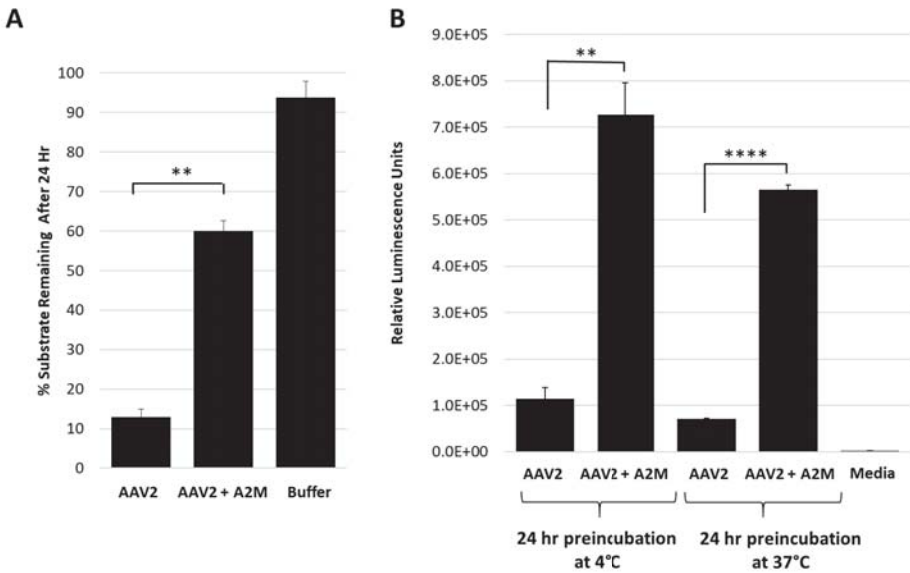 A
% Substrate Remaining After 24 Hr
100
90
80
70
60
50
40
30
20
10
0
**
AAV2
AAV2 + A2M
Buffer
B
Relative Luminescence Units
9.0E+05
8.0E+05
7.0E+05
6.0E+05
5.0E+05
4.0E+05
3.0E+05
2.0E+05
1.0E+05
0.0E+00
**
****
AAV2
AAV2 + A2M
AAV2
AAV2 + A2M
Media
24 hr preincubation
at 4°C
24 hr preincubation
at 37°C